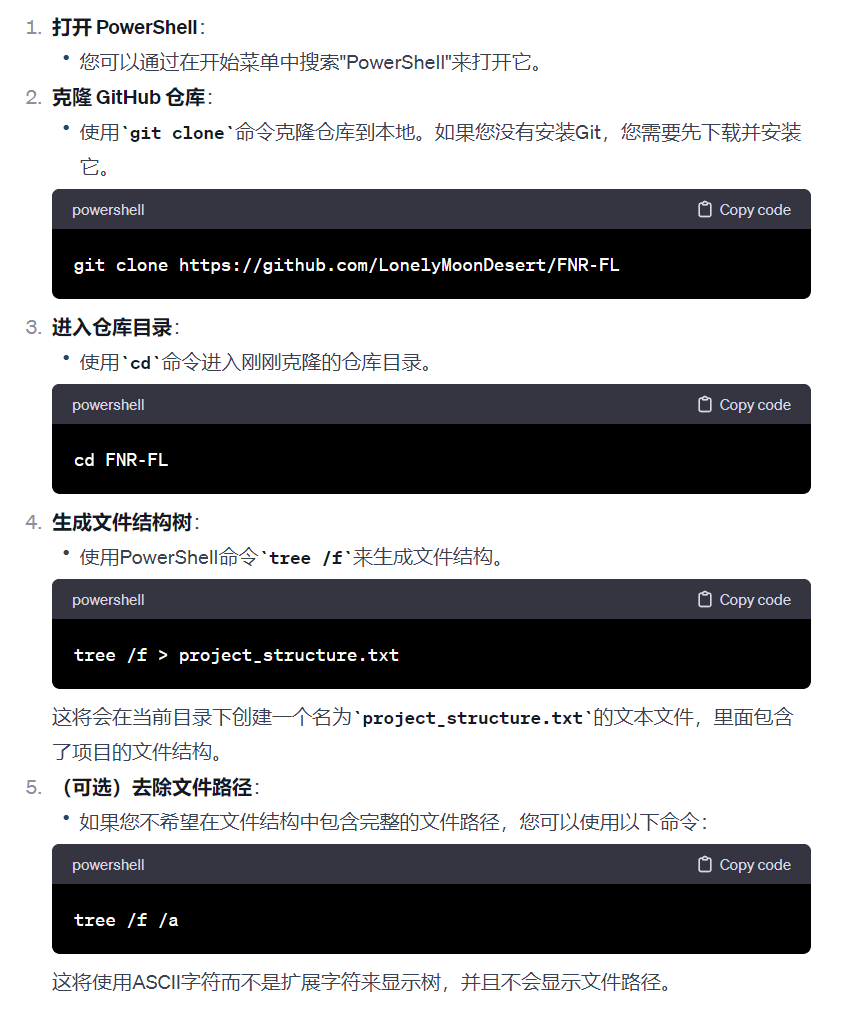 1. 打开 PowerShell：
• 您可以通过在开始菜单中搜索"PowerShell"来打开它。
2. 克隆 GitHub 仓库：
• 使用`git clone`命令克隆仓库到本地。如果您没有安装Git，您需要先下载并安装
它。
powershell Copy code
git clone https://github.com/LonelyMoonDesert/FNR-FL
3. 进入仓库目录：
• 使用`cd`命令进入刚刚克隆的仓库目录。
powershell Copy code
cd FNR-FL
4. 生成文件结构树：
• 使用PowerShell命令`tree /f`来生成文件结构。
powershell Copy code
tree /f > project_structure.txt
这将会在当前目录下创建一个名为`project_structure.txt`的文本文件，里面包含
了项目的文件结构。
5. （可选）去除文件路径：
• 如果您不希望在文件结构中包含完整的文件路径，您可以使用以下命令：
powershell Copy code
tree /f /a
这将使用ASCII字符而不是扩展字符来显示树，并且不会显示文件路径。